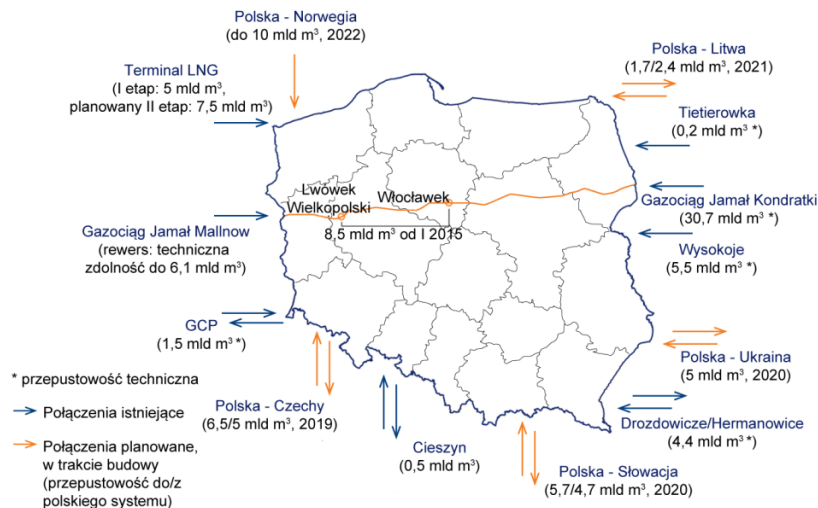 Polska - Norwegia
(do 10 mld m³, 2022)
Terminal LNG
(I etap: 5 mld m³,
planowany II etap: 7,5 mld m³)
Polska - Litwa
(1,7/2,4 mld m³, 2021)
Tietierowka
(0,2 mld m³ *)
Lwówek
Wielkopolski
Włocławek
8,5 mld m³ od I 2015
Gazociąg Jamał Kondratki
(30,7 mld m³ *)
Gazociąg Jamał Mallnow
(rewers: techniczna
zdolność do 6,1 mld m³)
Wysokoje
(5,5 mld m³ *)
GCP
(1,5 mld m³ *)
Polska - Ukraina
(5 mld m³, 2020)
* przepustowość techniczna
Połączenia istniejące
Połączenia planowane,
w trakcie budowy
(przepustowość do/z
polskiego systemu)
Polska - Czechy
(6,5/5 mld m³, 2019)
Cieszyn
(0,5 mld m³)
Drozdowicze/Hermanowice
(4,4 mld m³ *)
Polska - Słowacja
(5,7/4,7 mld m³, 2020)